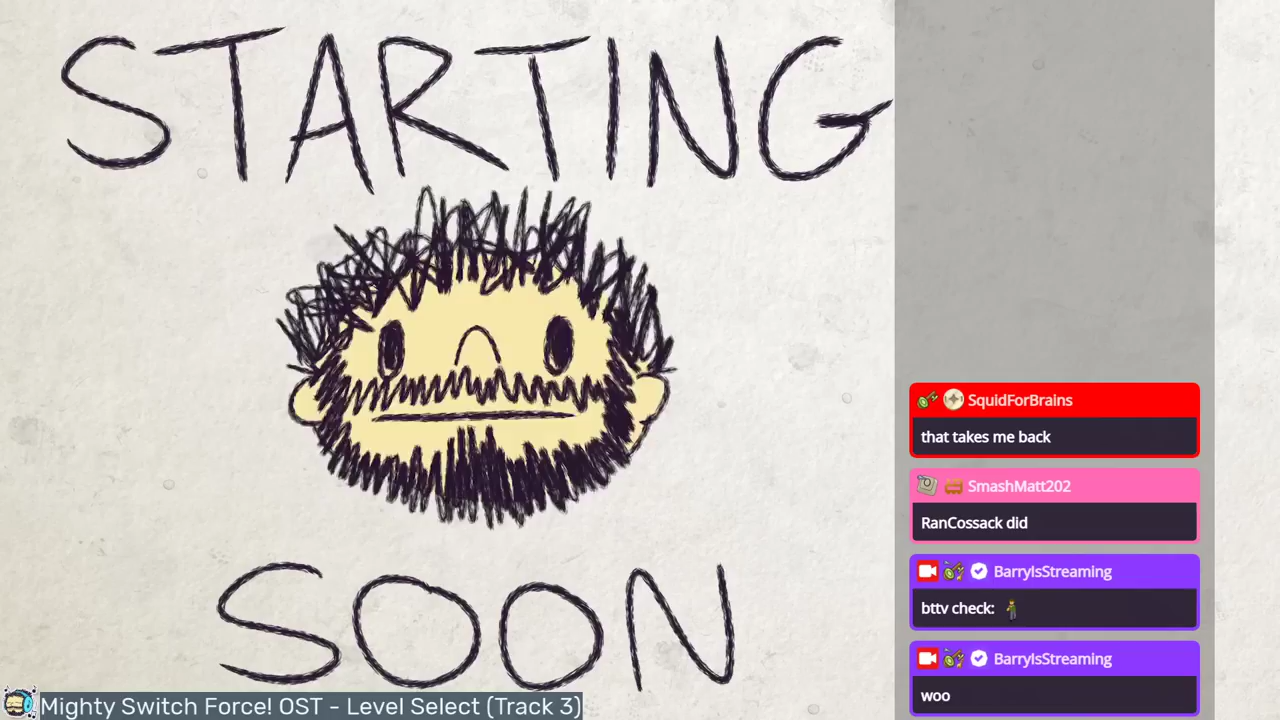 STARTING
SOON
SquidForBrains
that takes me back
SmashMatt202
RanCossack did
BarryIsStreaming
bttv check:
BarryIsStreaming
woo
Mighty Switch Force! OST - Level Select (Track 3)